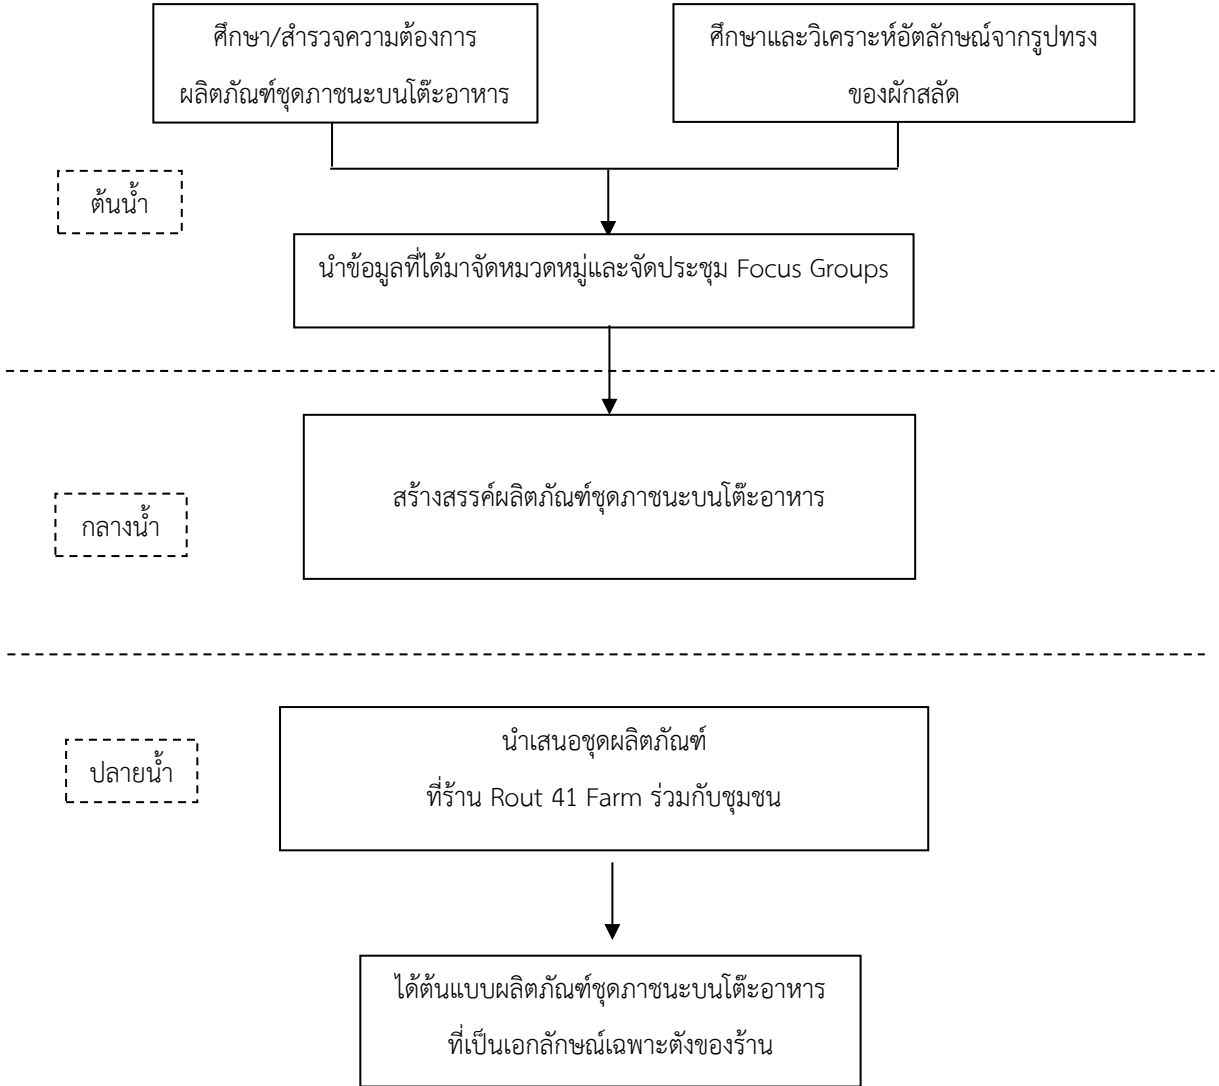 ศึกษา/สำรวจความต้องการ
ผลิตภัณฑ์ชุดภาชนะบนโต๊ะอาหาร
ศึกษาและวิเคราะห์อัตลักษณ์จากรูปทรง
ของผักสลัด
ต้นน้ำ
นำข้อมูลที่ได้มาจัดหมวดหมู่และจัดประชุม Focus Groups
สร้างสรรค์ผลิตภัณฑ์ชุดภาชนะบนโต๊ะอาหาร
กลางน้ำ
นำเสนอชุดผลิตภัณฑ์
ที่ร้าน Rout 41 Farm ร่วมกับชุมชน
ปลายน้ำ
ได้ต้นแบบผลิตภัณฑ์ชุดภาชนะบนโต๊ะอาหาร
ที่เป็นเอกลักษณ์เฉพาะตังของร้าน